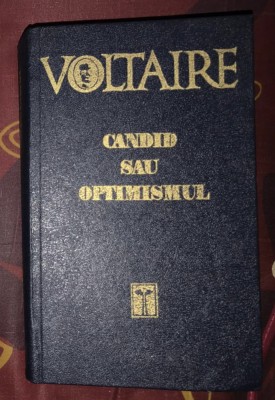 VOLTAIRE
CANDID
SAU
OPTIMISMUL